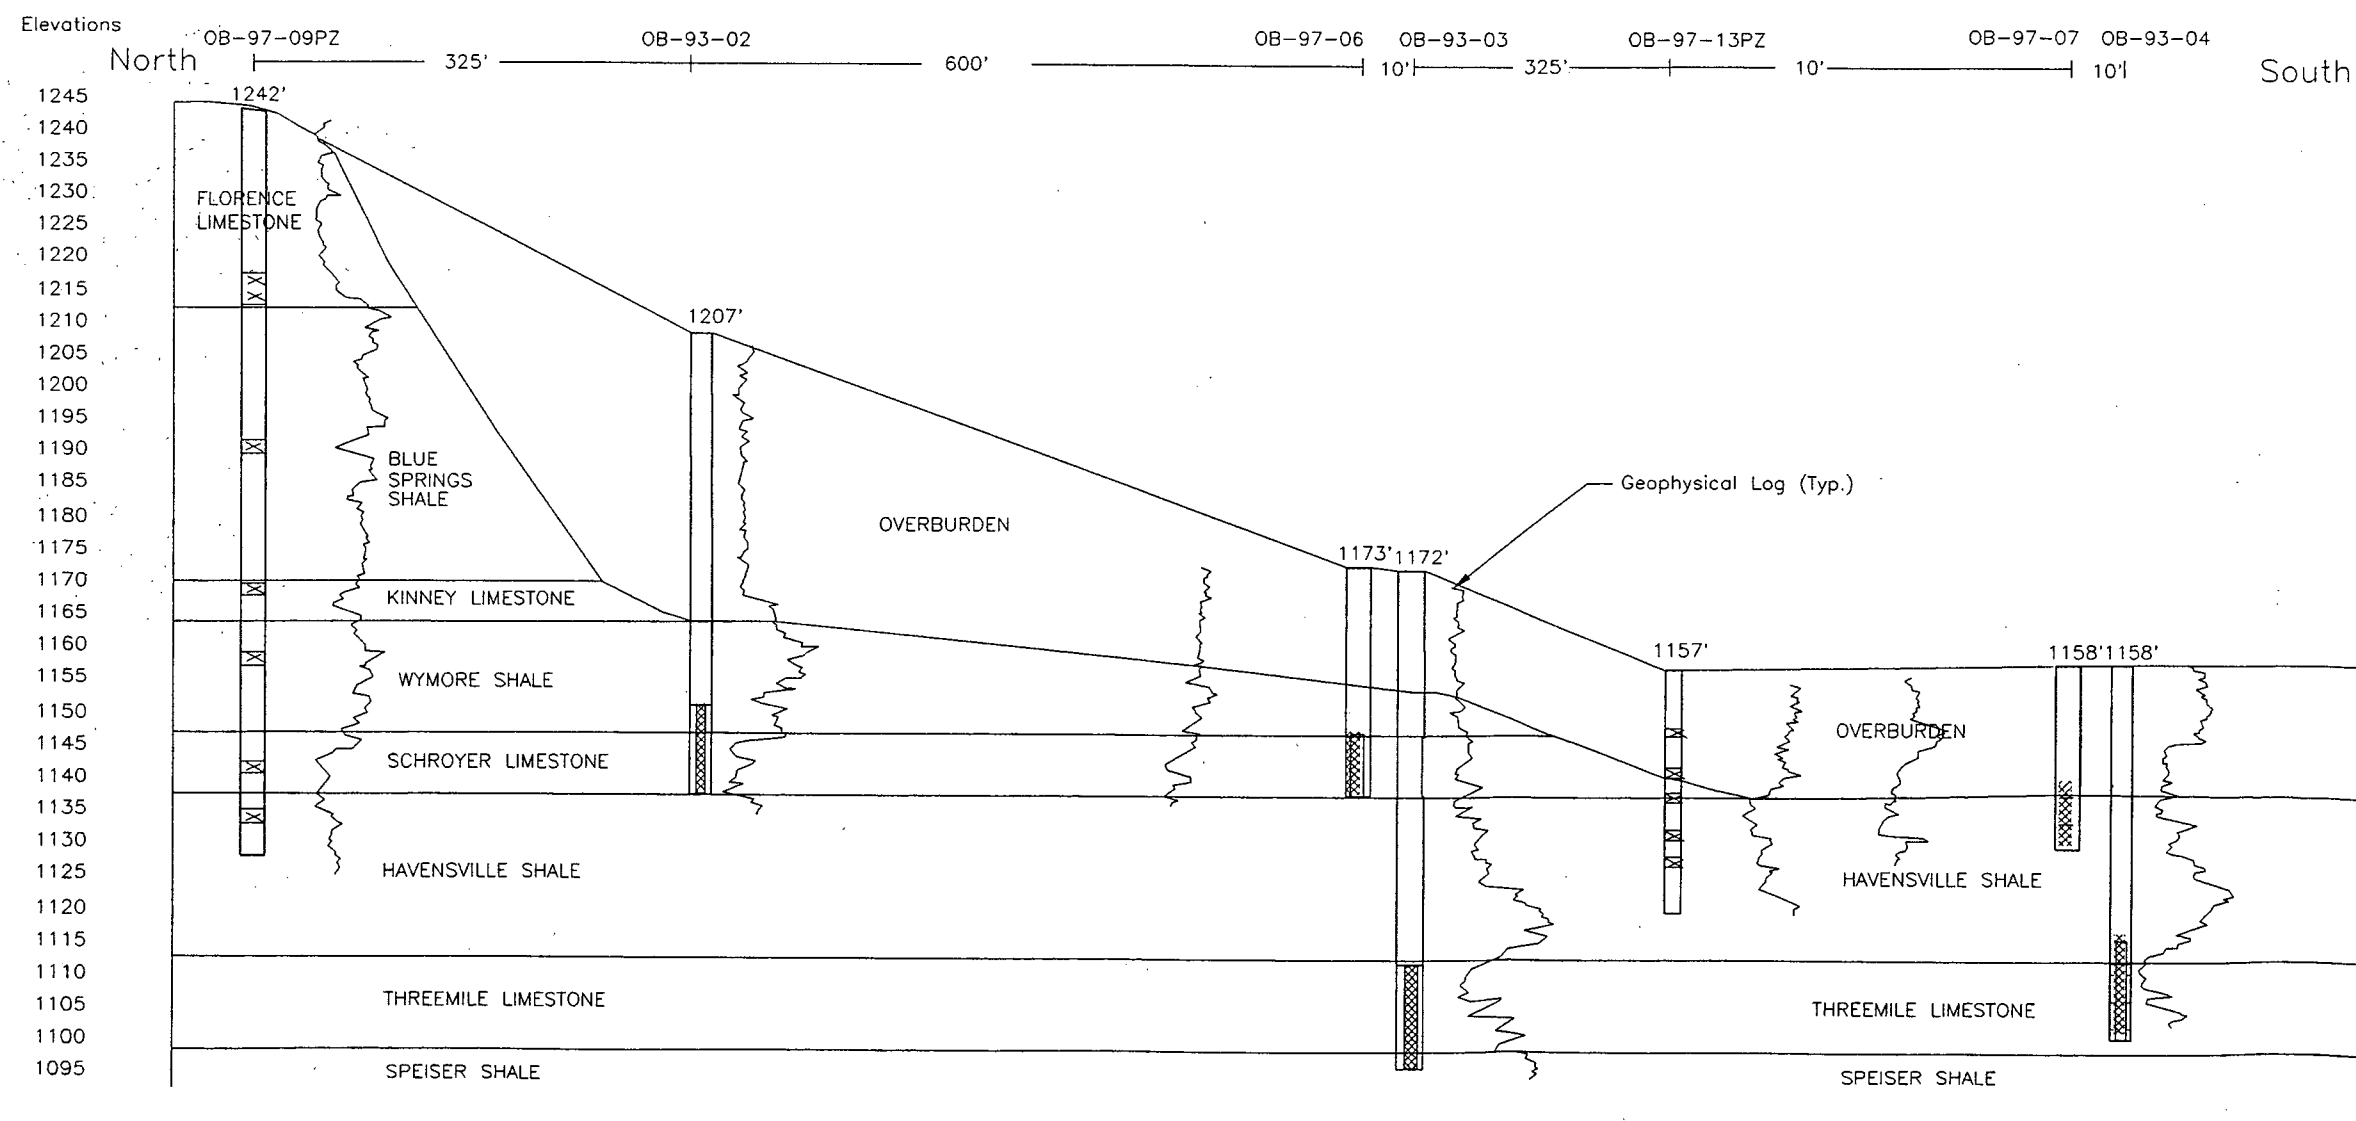 Elevations
OB-97-09PZ OB-93-02 OB-97-06 OB-93-03 OB-97-13PZ OB-97-07 OB-93-04
North 325' 600' 10' 325' 10' 10' South
1245
1242'
1240
1235
1230
FLORENCE
1225
LIMESTONE
1220
1215
1210
1207'
1205
1200
1195
1190
BLUE
1185
SPRINGS
SHALE
Geophysical Log (Typ.)
1180
OVERBURDEN
1175
1173' 1172'
1170
KINNEY LIMESTONE
1165
1160
1157' 1158' 1158'
1155
WYMORE SHALE
1150
OVERBURDEN
1145
SCHROYER LIMESTONE
1140
1135
1130
1125
HAVENSVILLE SHALE HAVENSVILLE SHALE
1120
1115
1110
1105
THREEMILE LIMESTONE THREEMILE LIMESTONE
1100
1095
SPEISER SHALE SPEISER SHALE